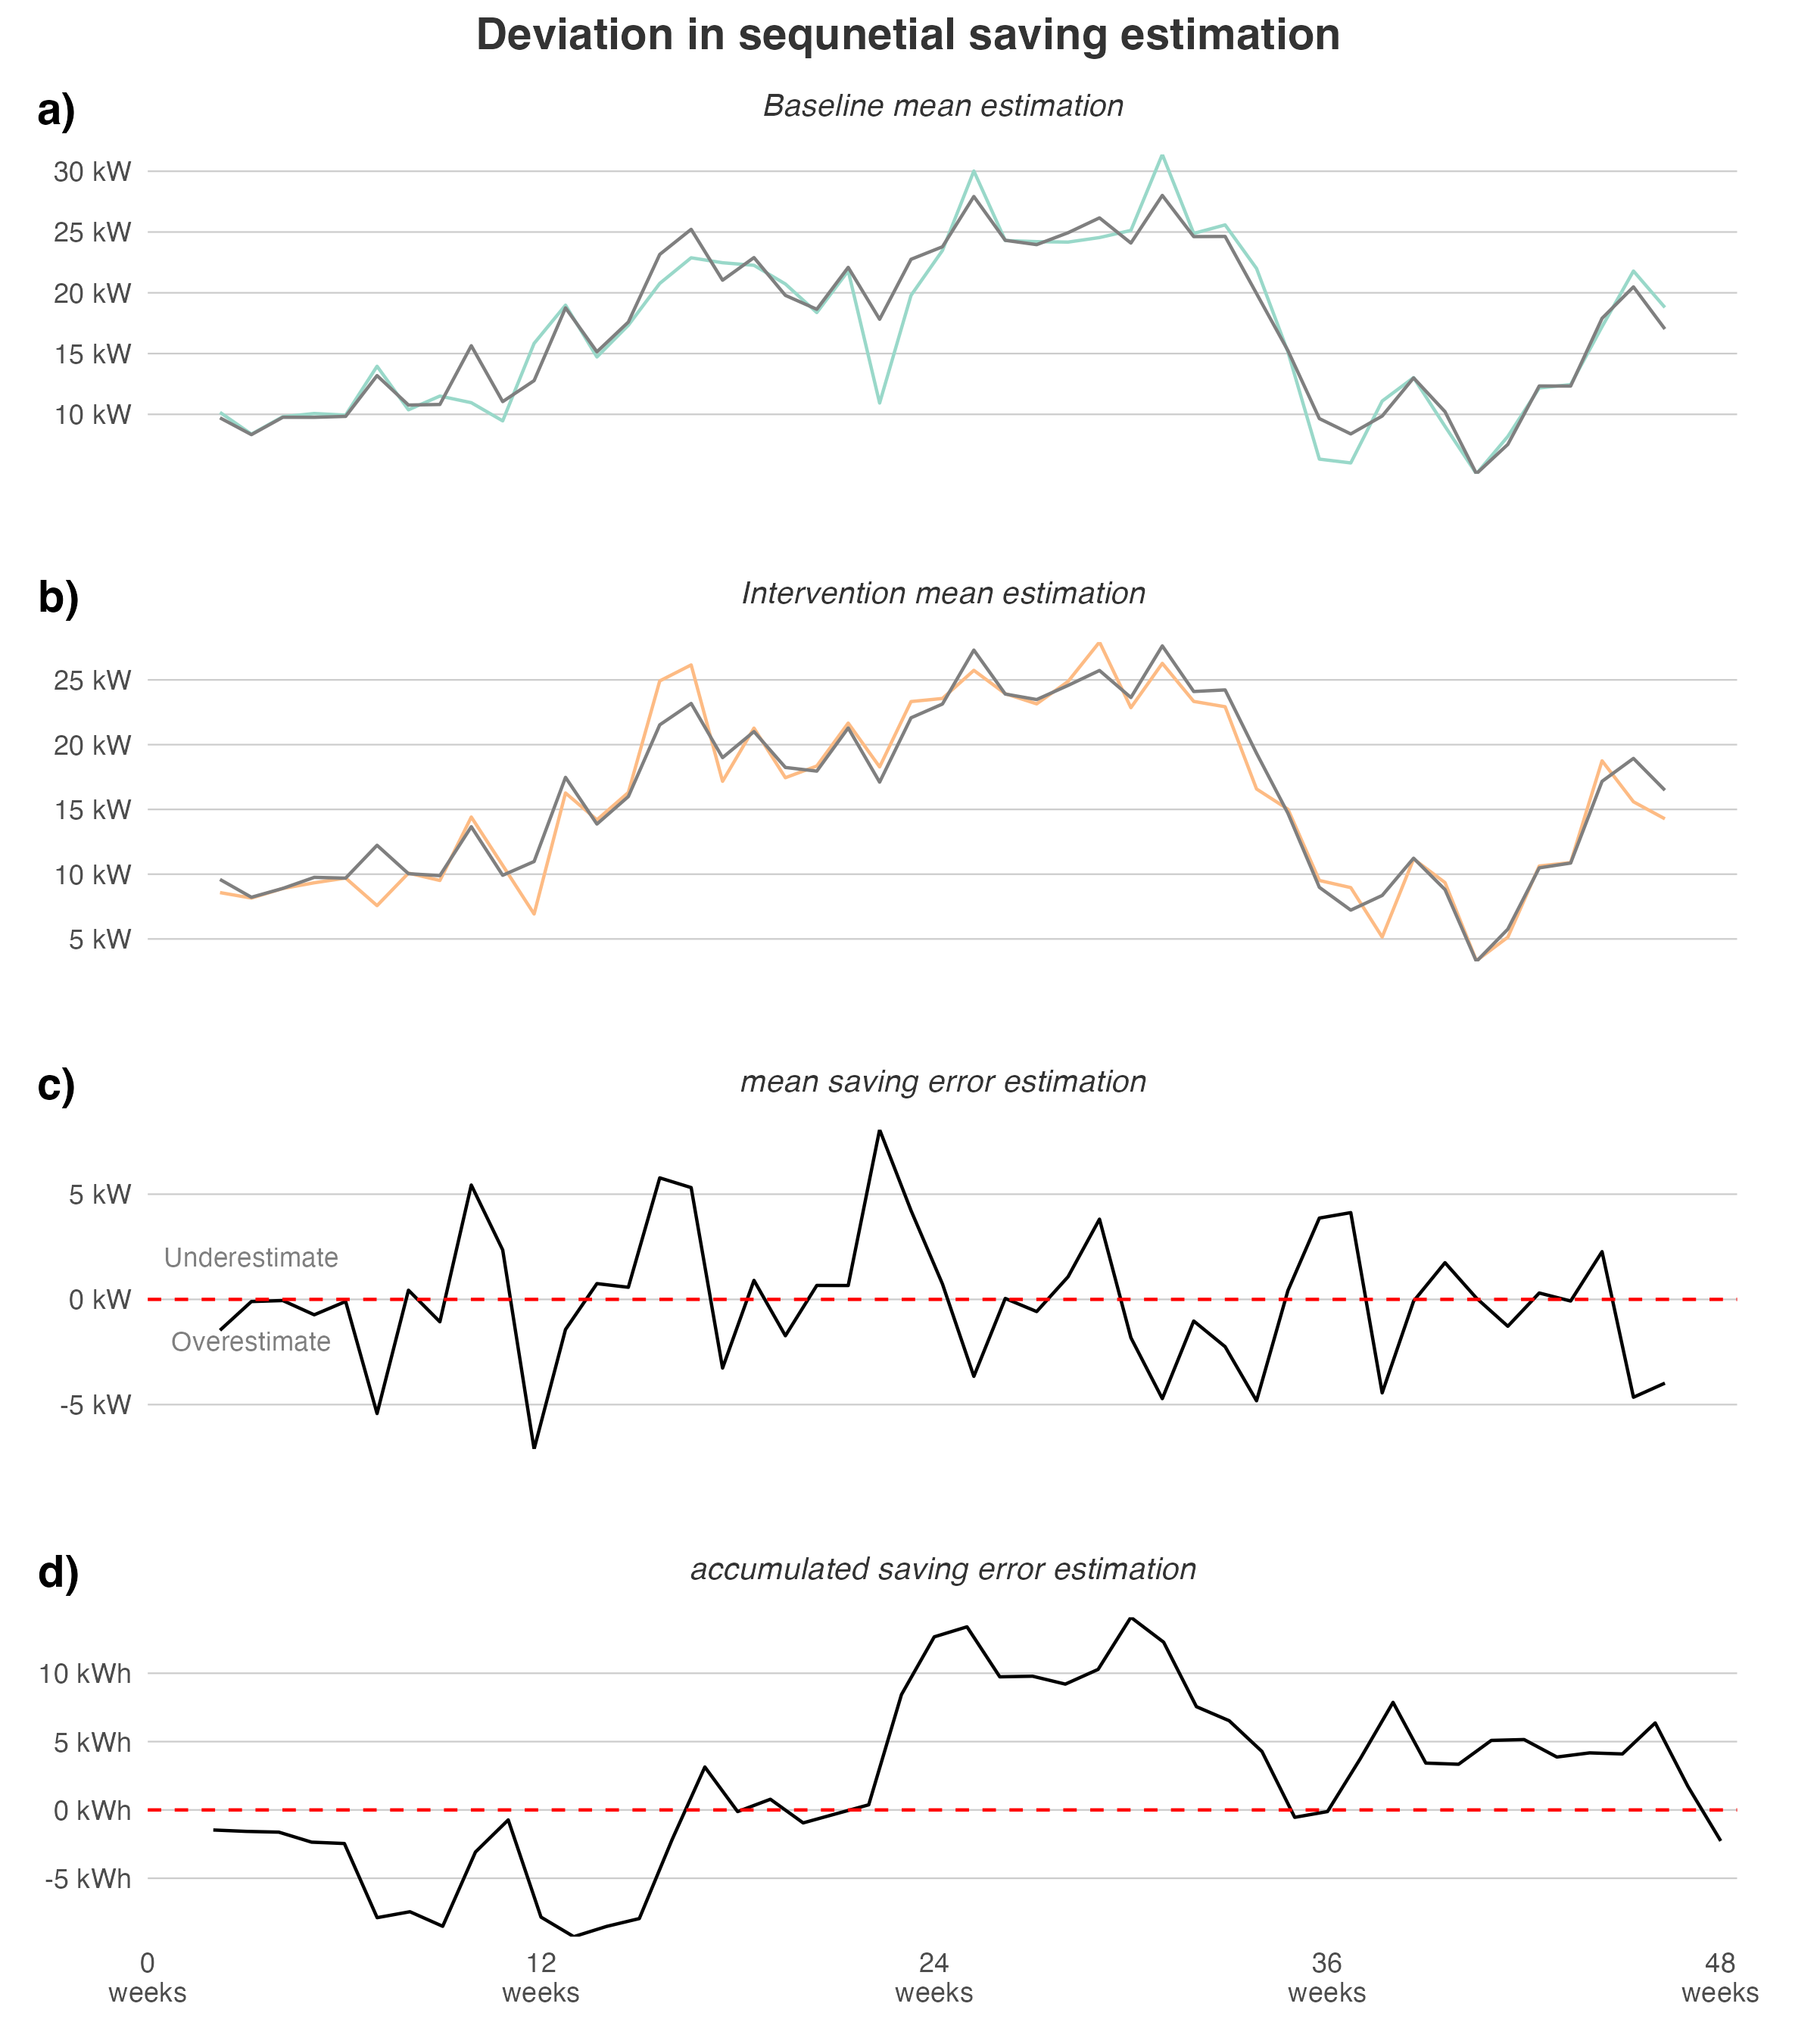 Deviation in sequnetial saving estimation
a)
Baseline mean estimation
30 kW
25 kW
20 kW
15 kW
10 kW
b)
Intervention mean estimation
25 kW
20 kW
15 kW
10 kW
5 kW
c)
mean saving error estimation
5 kW
Underestimate
0 kW
Overestimate
-5 kW
d)
accumulated saving error estimation
10 kWh
5 kWh
0 kWh
-5 kWh
0 12 24 36 48
weeks weeks weeks weeks weeks